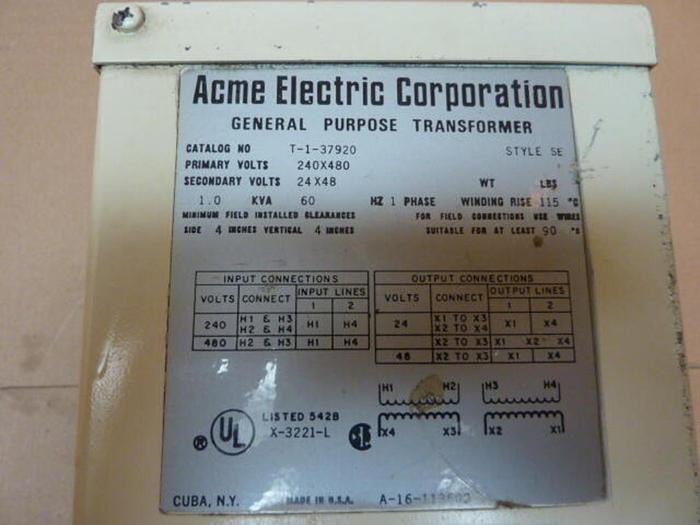 Acme Electric Corporation
GENERAL PURPOSE TRANSFORMER
CATALOG NO T-1-37920 STYLE SE
PRIMARY VOLTS 240X480
SECONDARY VOLTS 24X48 WT LBS
1.0 KVA 60 HZ 1 PHASE WINDING RISE 115 °C
MINIMUM FIELD INSTALLED CLEARANCES FOR FIELD CONNECTIONS USE WIRES
SIDE 4 INCHES VERTICAL 4 INCHES SUITABLE FOR AT LEAST 90
INPUT CONNECTIONS OUTPUT CONNECTIONS
VOLTS CONNECT INPUT LINES VOLTS CONNECT OUTPUT LINES
1 2 1 2
240 H1 & H3 H1 H4 24 X1 TO X3 X1 X4
H2 & H4 X2 TO X4
480 H2 & H3 H1 H4 X2 TO X3 X1 X2 X4
48 X2 TO X3 X1 X4
H1 H2 H3 H4
® UL LISTED 542B
X-3221-L
X4 X3 X2 X1
CUBA, N.Y. MADE IN U.S.A. A-16-